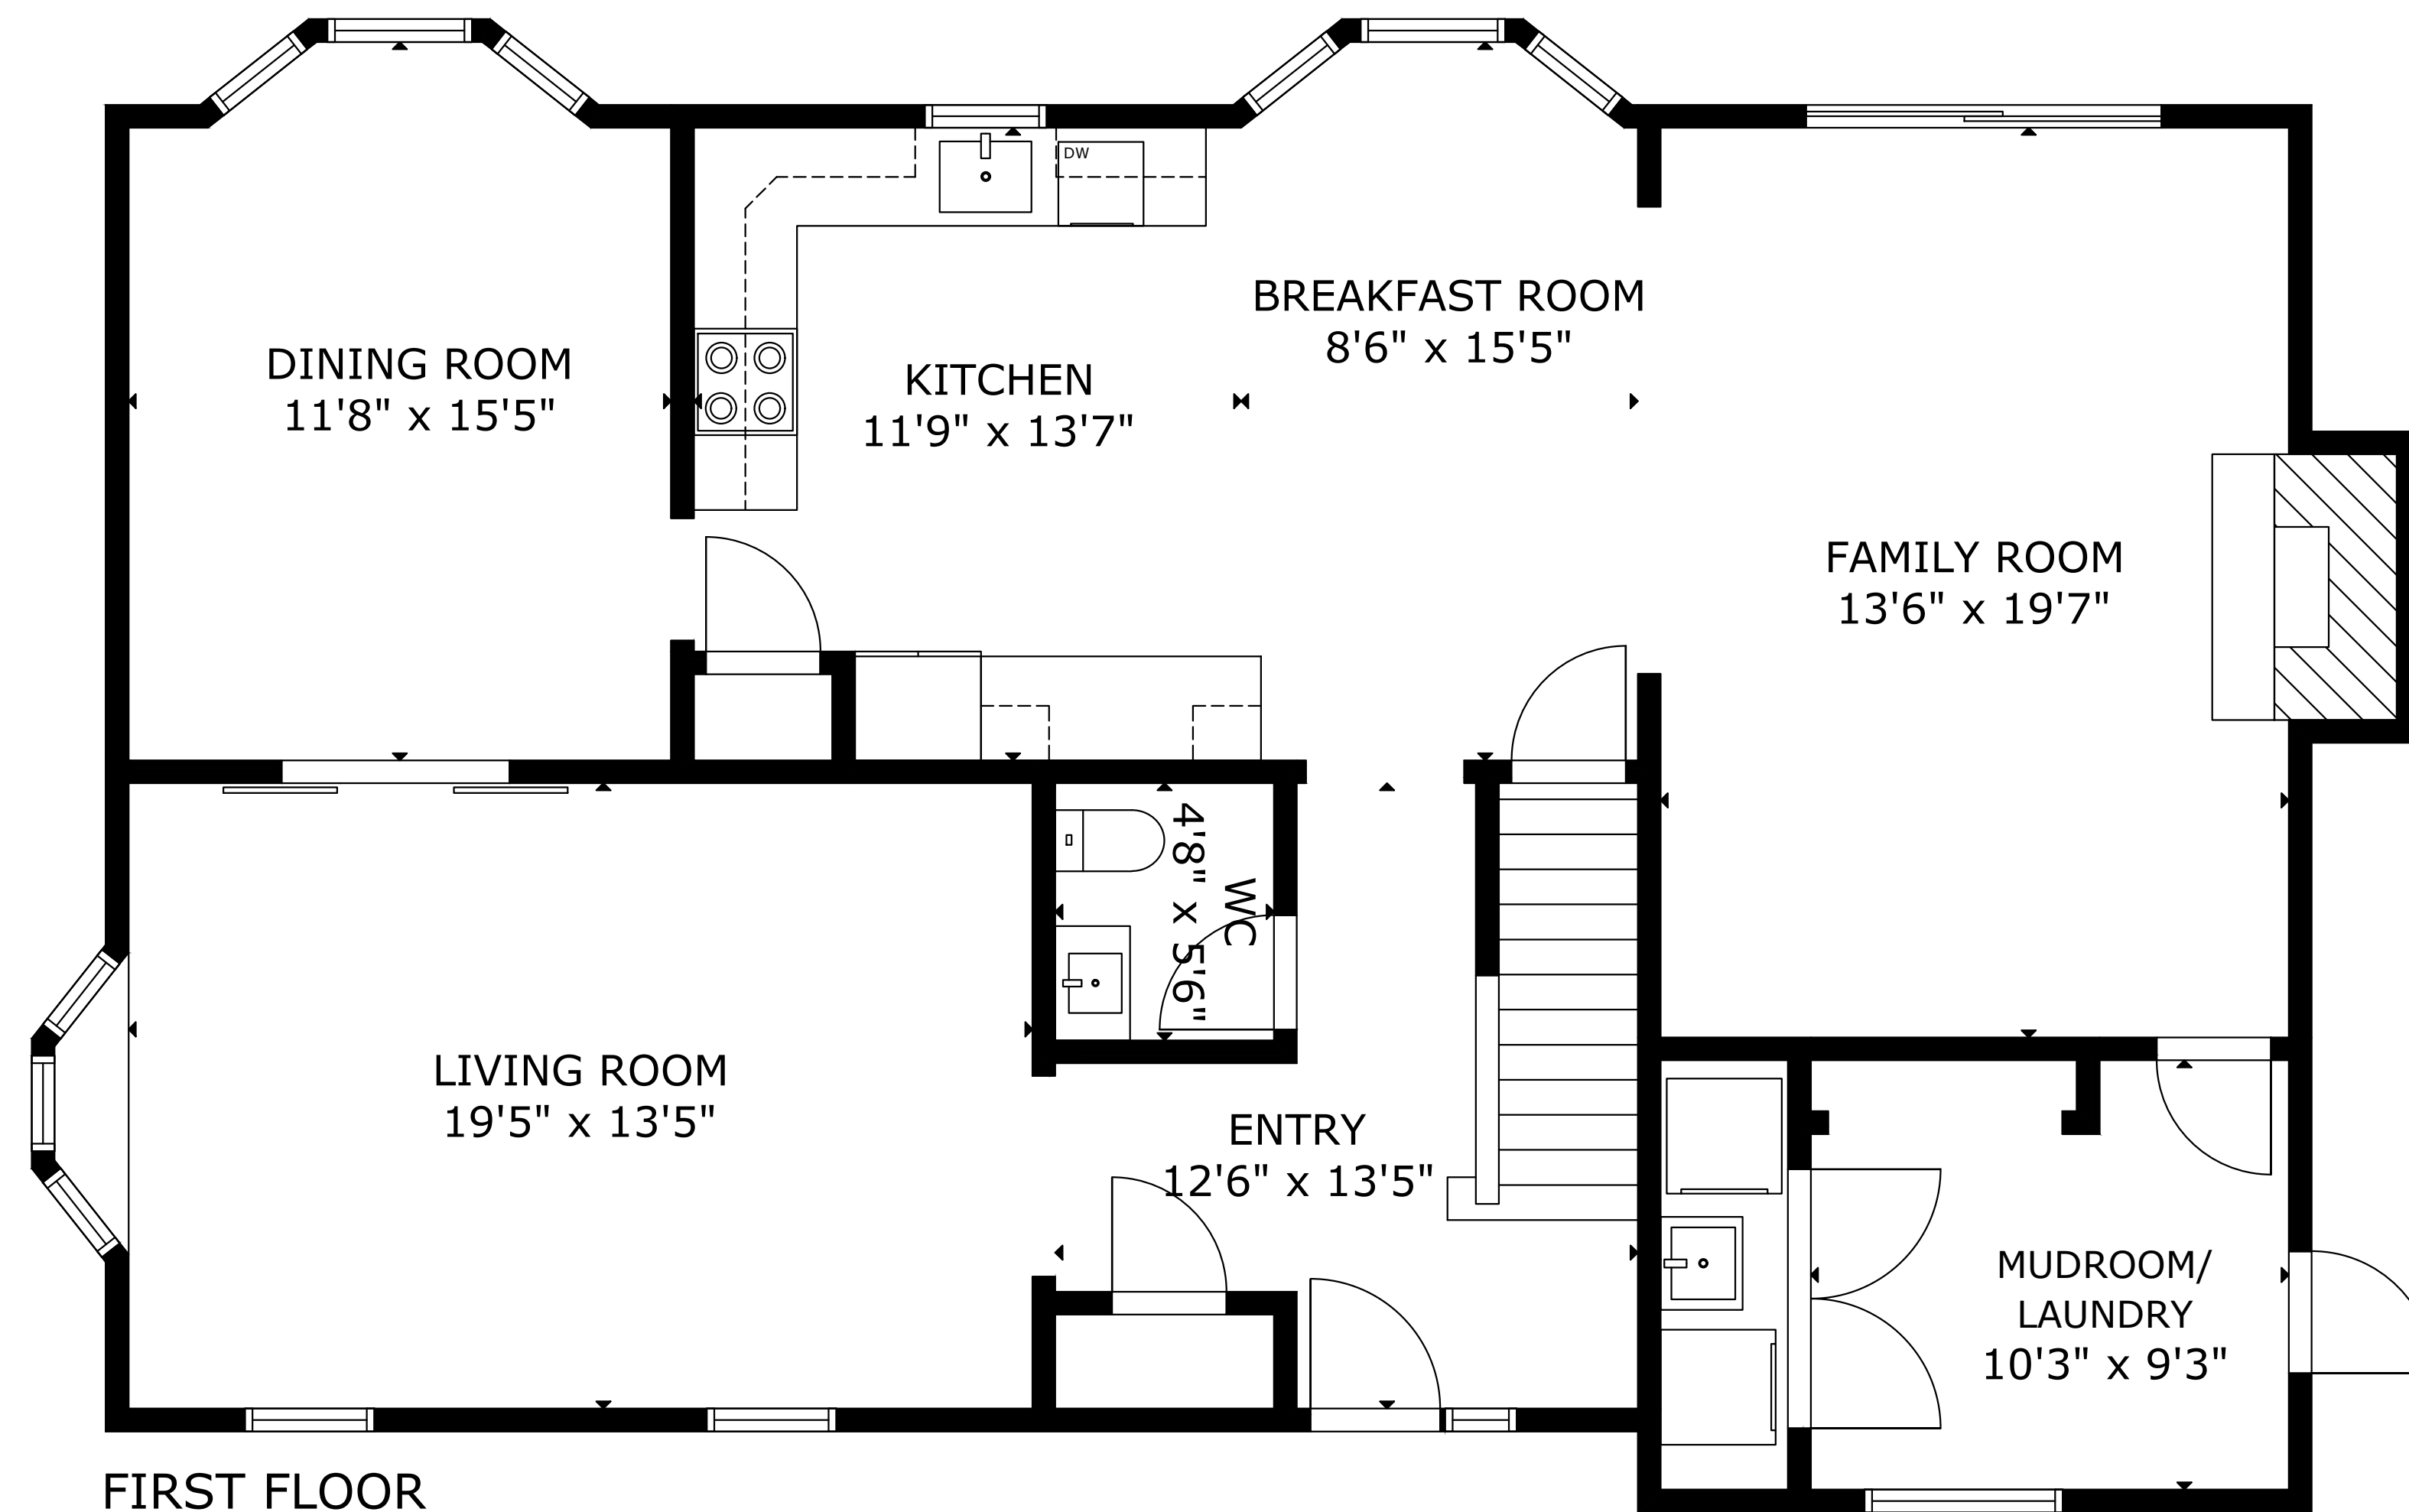 DW
BREAKFAST ROOM
8'6" x 15'5"
DINING ROOM
11'8" x 15'5"
KITCHEN
11'9" x 13'7"
FAMILY ROOM
13'6" x 19'7"
WC
4'8" x 5'6"
LIVING ROOM
19'5" x 13'5"
ENTRY
12'6" x 13'5"
MUDROOM/
LAUNDRY
10'3" x 9'3"
FIRST FLOOR